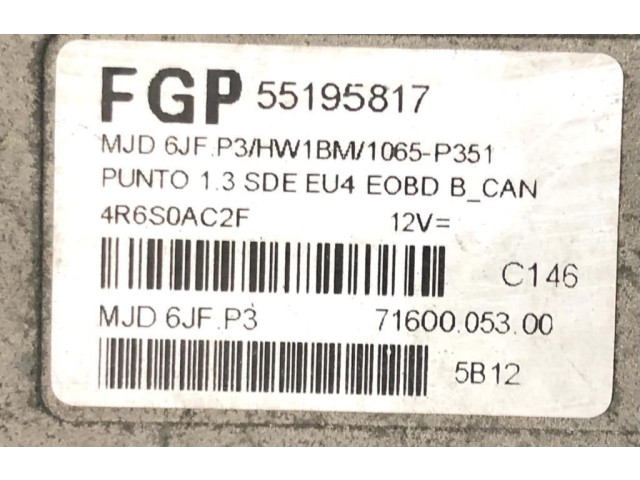 FGP 55195817
MJD 6JF.P3/HW1BM/1065-P351
PUNTO 1.3 SDE EU4 EOBD B_CAN
4R6S0AC2F 12V=
C146
MJD 6JF.P3 71600.053.00
5B12